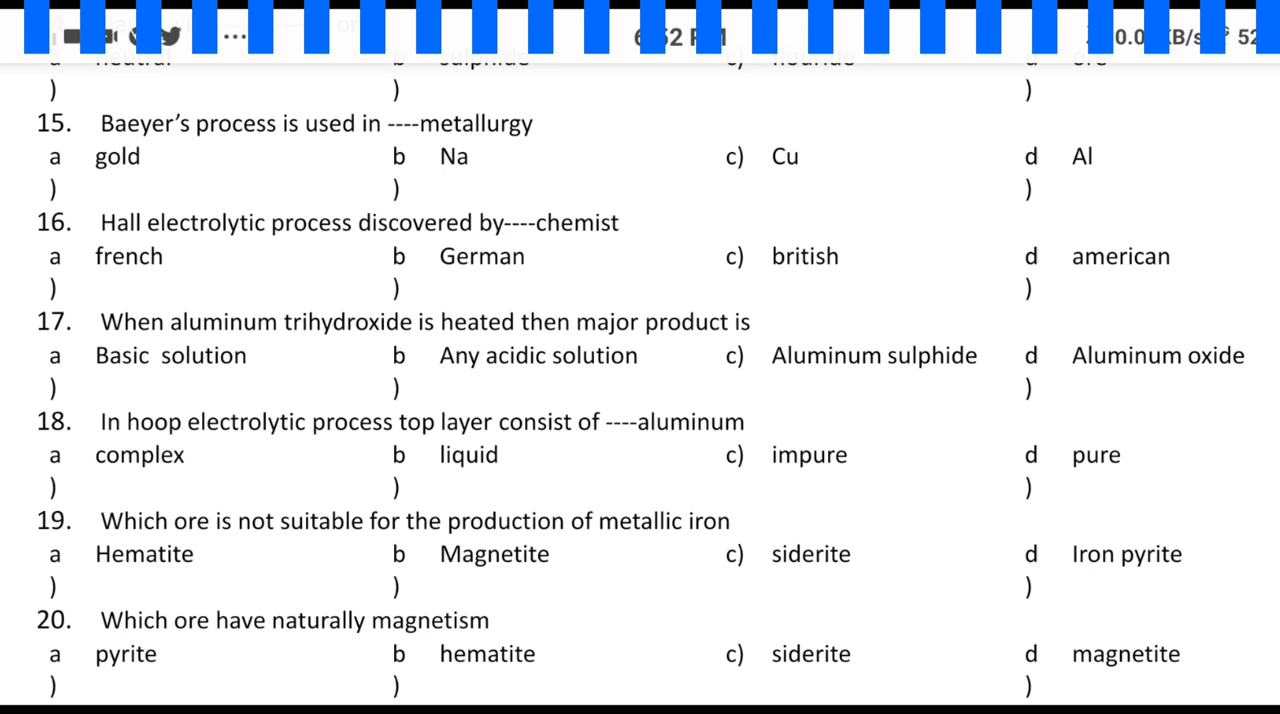 15. Baeyer's process is used in ----metallurgy
a) gold b) Na c) Cu d) Al
16. Hall electrolytic process discovered by----chemist
a) french b) German c) british d) american
17. When aluminum trihydroxide is heated then major product is
a) Basic solution b) Any acidic solution c) Aluminum sulphide d) Aluminum oxide
18. In hoop electrolytic process top layer consist of ----aluminum
a) complex b) liquid c) impure d) pure
19. Which ore is not suitable for the production of metallic iron
a) Hematite b) Magnetite c) siderite d) Iron pyrite
20. Which ore have naturally magnetism
a) pyrite b) hematite c) siderite d) magnetite